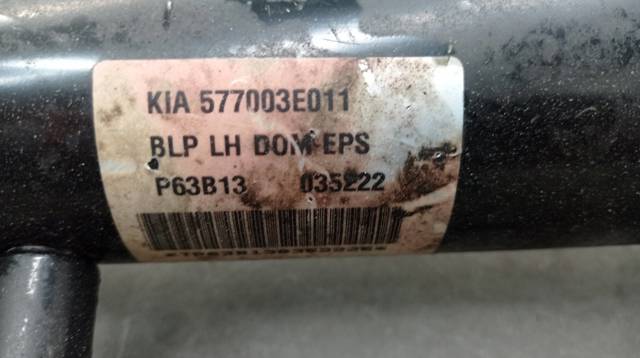 KIA 577003E011
BLP LH DOM EPS
P63B13 035222